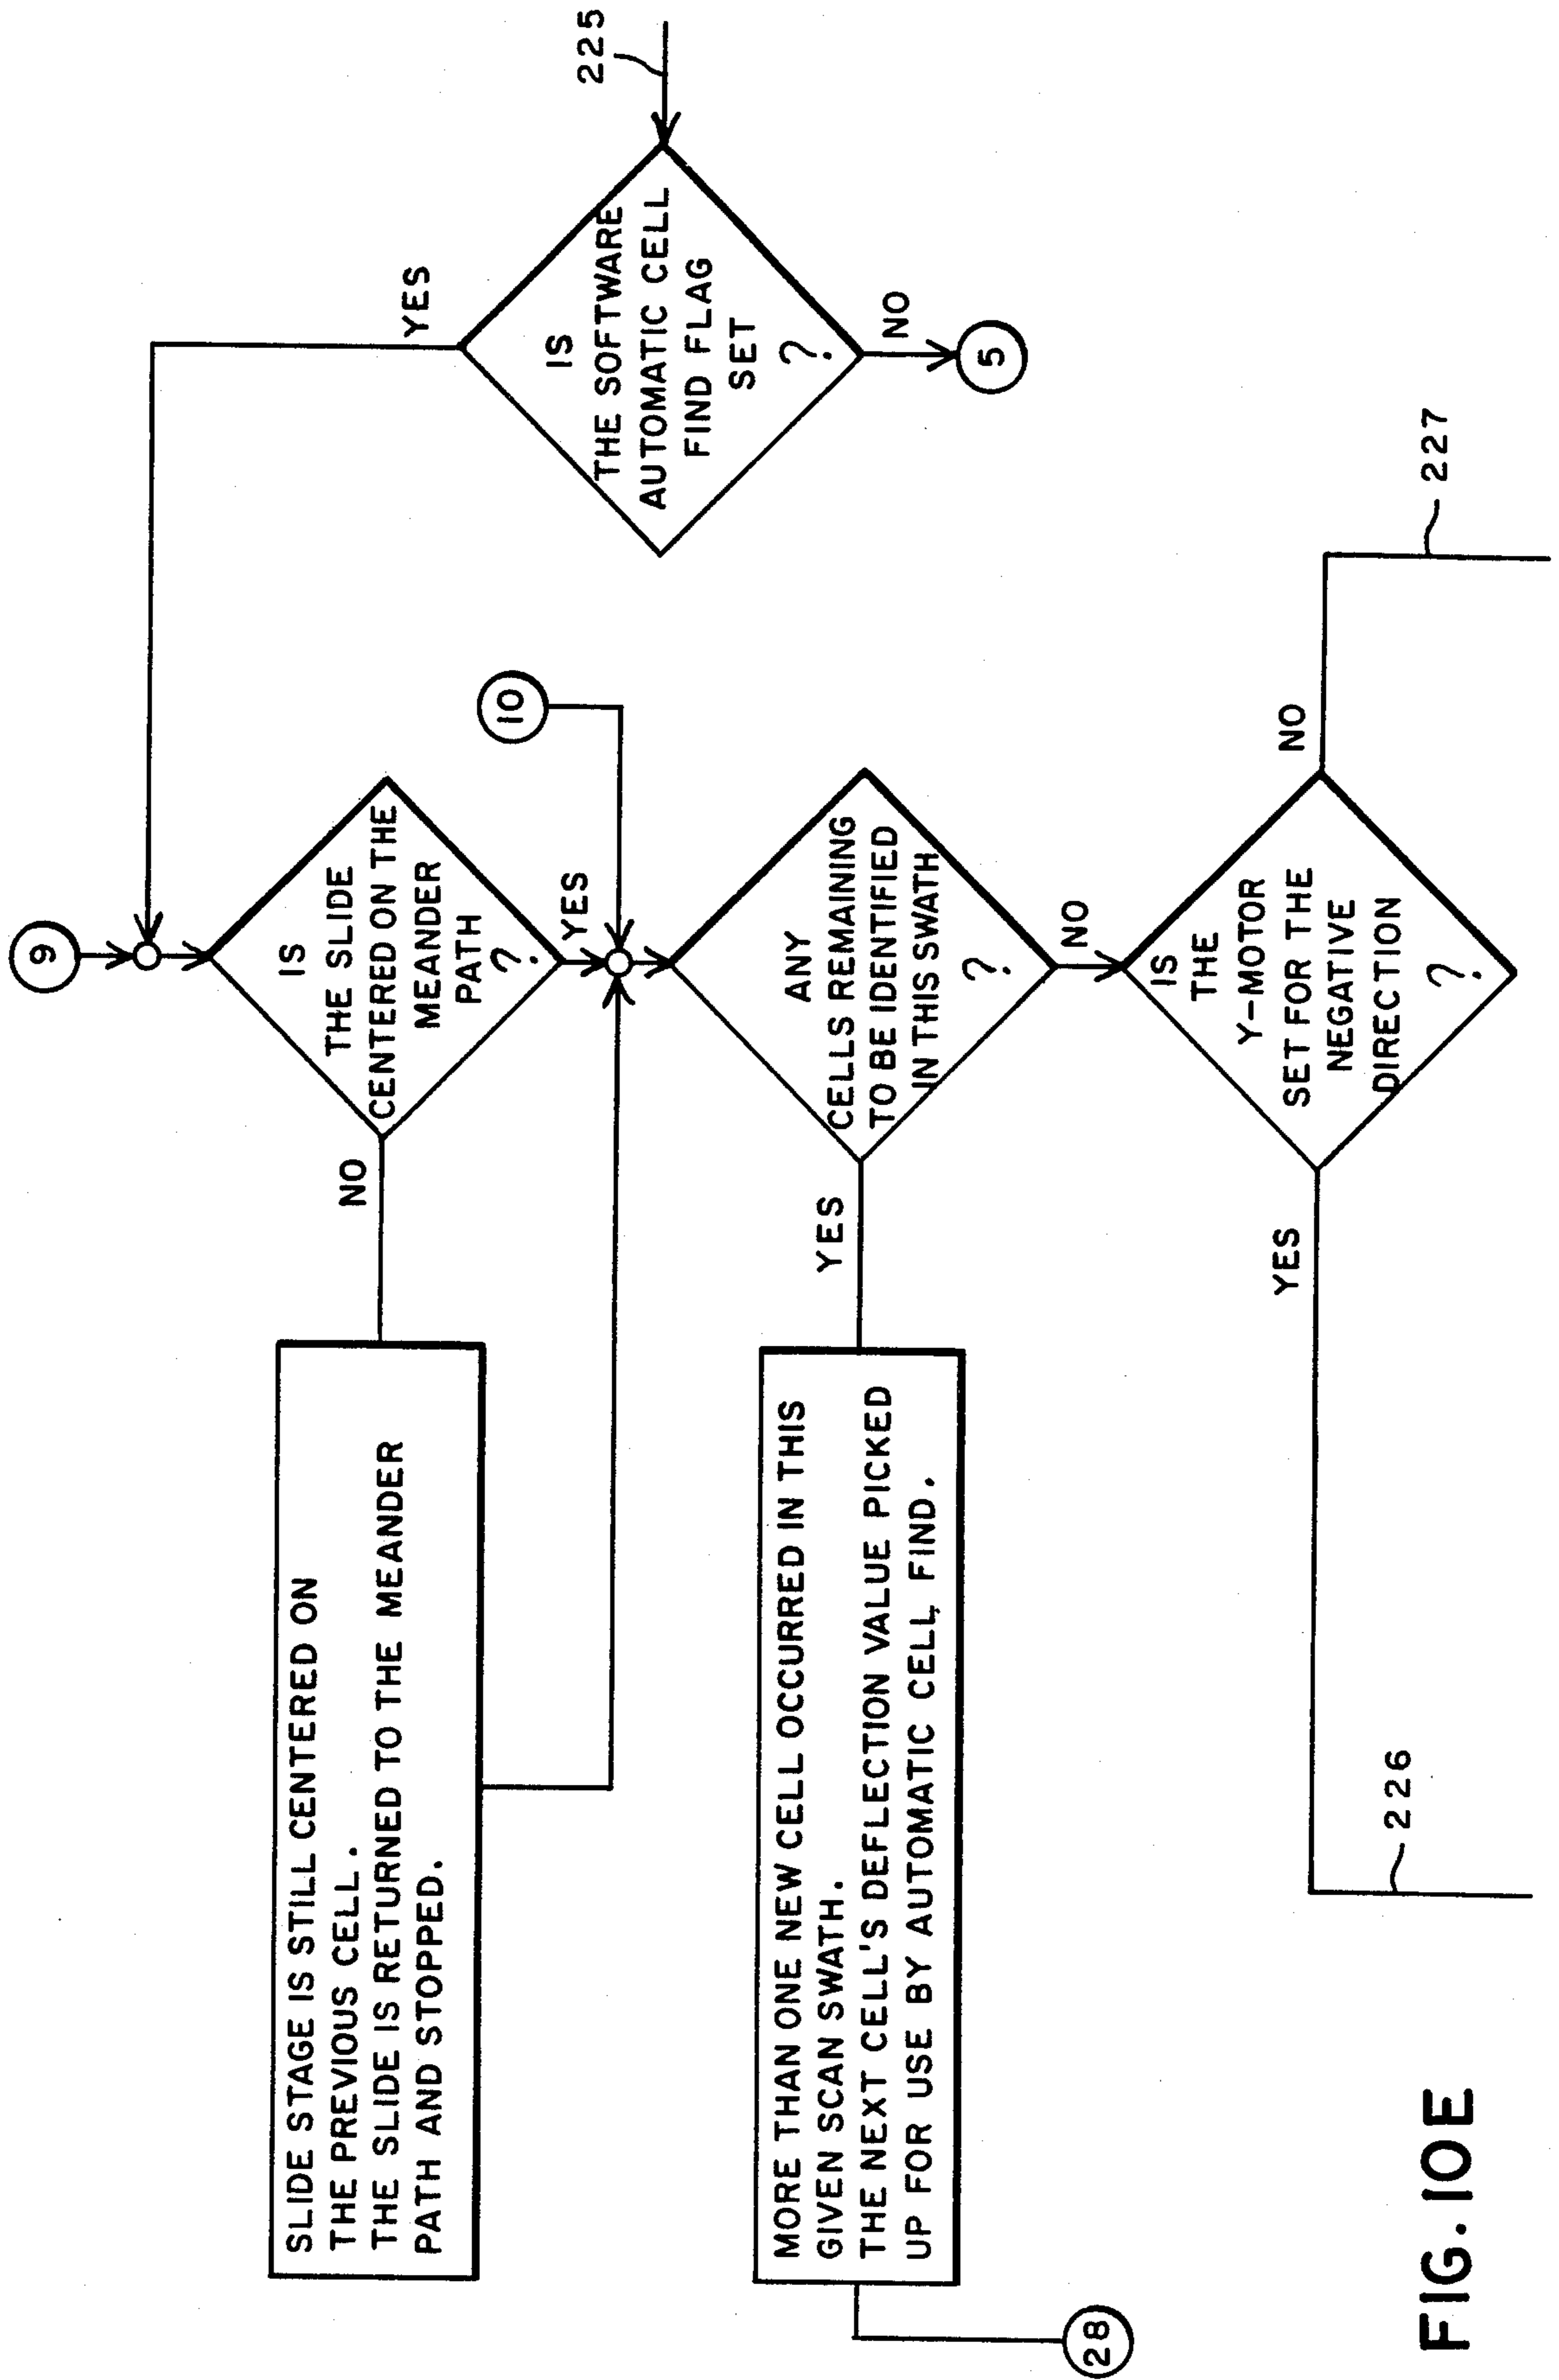 9
IS
THE SLIDE
CENTERED ON THE
MEANDER
PATH
?
NO
YES
SLIDE STAGE IS STILL CENTERED ON
THE PREVIOUS CELL.
THE SLIDE IS RETURNED TO THE MEANDER
PATH AND STOPPED.
10
225
IS
THE SOFTWARE
AUTOMATIC CELL
FIND FLAG
SET
?
YES
NO
5
ANY
CELLS REMAINING
TO BE IDENTIFIED
IN THIS SWATH
?
YES
NO
MORE THAN ONE NEW CELL OCCURRED IN THIS
GIVEN SCAN SWATH.
THE NEXT CELL'S DEFLECTION VALUE PICKED
UP FOR USE BY AUTOMATIC CELL FIND.
28
IS
THE
Y-MOTOR
SET FOR THE
NEGATIVE
DIRECTION
?
YES
NO
226
227
FIG. 10E